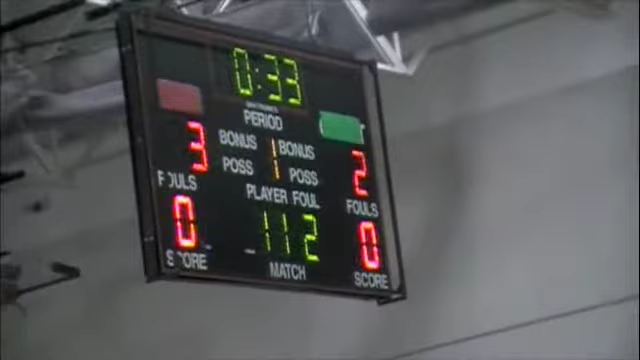 0:33
PERIOD
BONUS 1 BONUS
3 POSS POSS 2
FOULS PLAYER FOUL FOULS
0 112 0
SCORE MATCH SCORE